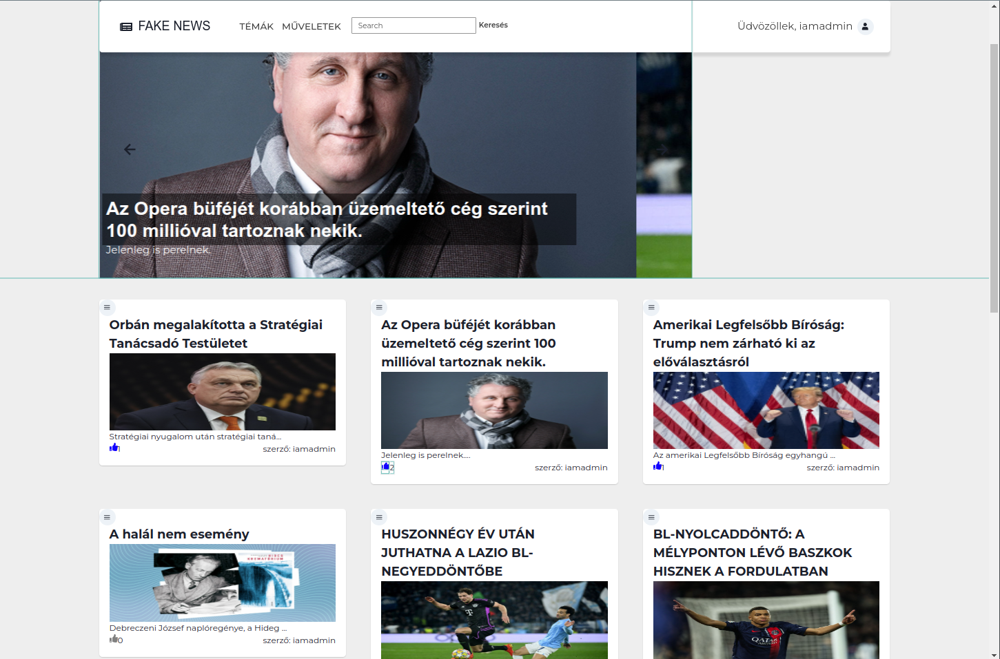 FAKE NEWS
TÉMÁK
MŰVELETEK
Search
Keresés
Üdvözöllek, iamadmin
Az Opera büféjét korábban üzemeltető cég szerint
100 millióval tartoznak nekik.
Jelenleg is perelnek.
Orbán megalakította a Stratégiai
Tanácsadó Testületet
Stratégiai nyugalom után stratégiai taná...
1
szerző: iamadmin
Az Opera büféjét korábban
üzemeltető cég szerint 100
millióval tartoznak nekik.
Jelenleg is perelnek....
2
szerző: iamadmin
Amerikai Legfelsőbb Bíróság:
Trump nem zárható ki az
előválasztásról
Az amerikai Legfelsőbb Bíróság egyhangú ...
1
szerző: iamadmin
A halál nem esemény
Debreczeni József naplóregénye, a Hideg ...
0
szerző: iamadmin
HUSZONNÉGY ÉV UTÁN
JUTHATNA A LAZIO BL-
NEGYEDDÖNTŐBE
BL-NYOLCADDÖNTŐ: A
MÉLYPONTON LÉVŐ BASZKOK
HISZNEK A FORDULATBAN